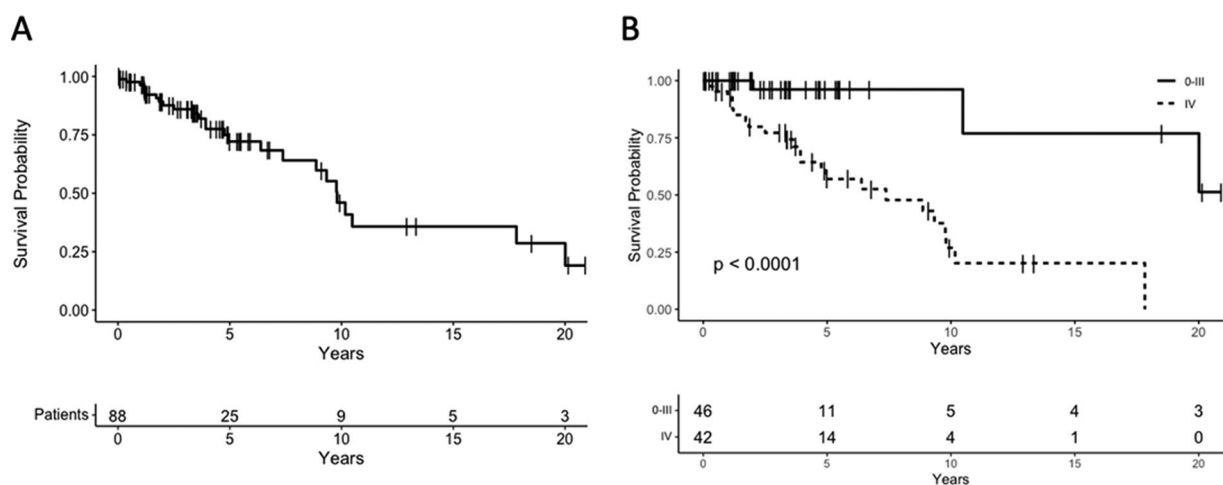 A
Survival Probability
1.00
0.75
0.50
0.25
0.00
0 5 10 15 20
Years
Patients 88 25 9 5 3
0 5 10 15 20
Years
B
Survival Probability
1.00
0.75
0.50
0.25
0.00
0-III
IV
p < 0.0001
0 5 10 15 20
Years
0-III 46 11 5 4 3
IV 42 14 4 1 0
0 5 10 15 20
Years